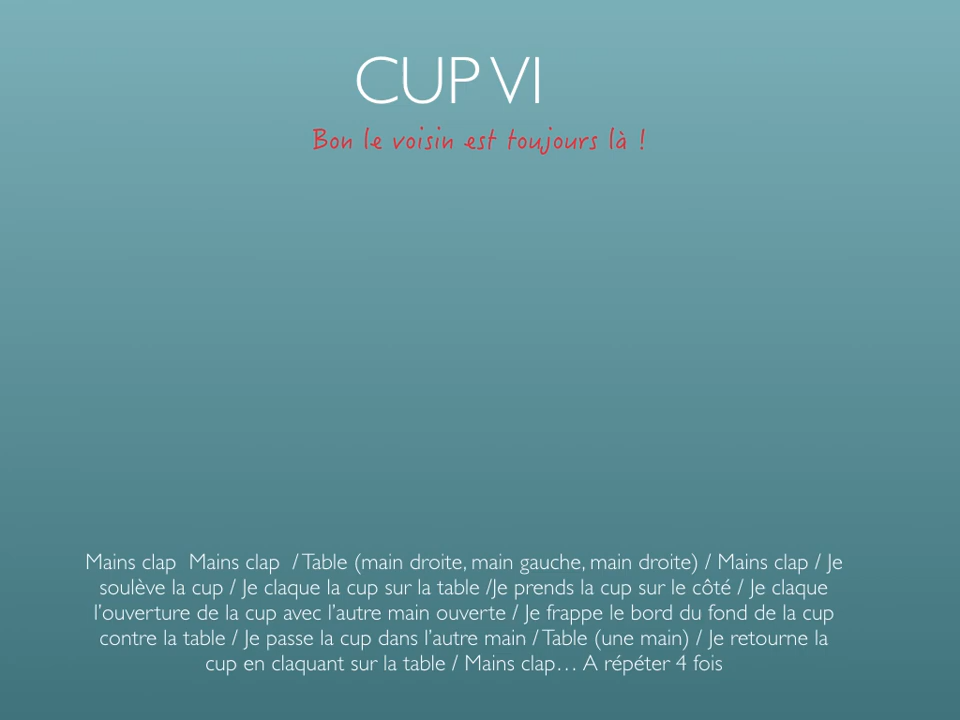 CUP VI
Bon le voisin est toujours là !
Mains clap  Mains clap  / Table (main droite, main gauche, main droite) / Mains clap / Je
soulève la cup / Je claque la cup sur la table /Je prends la cup sur le côté / Je claque
l’ouverture de la cup avec l’autre main ouverte / Je frappe le bord du fond de la cup
contre la table / Je passe la cup dans l’autre main / Table (une main) / Je retourne la
cup en claquant sur la table / Mains clap… A répéter 4 fois